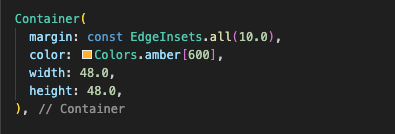 Container(
  margin: const EdgeInsets.all(10.0),
  color: Colors.amber[600],
  width: 48.0,
  height: 48.0,
), // Container